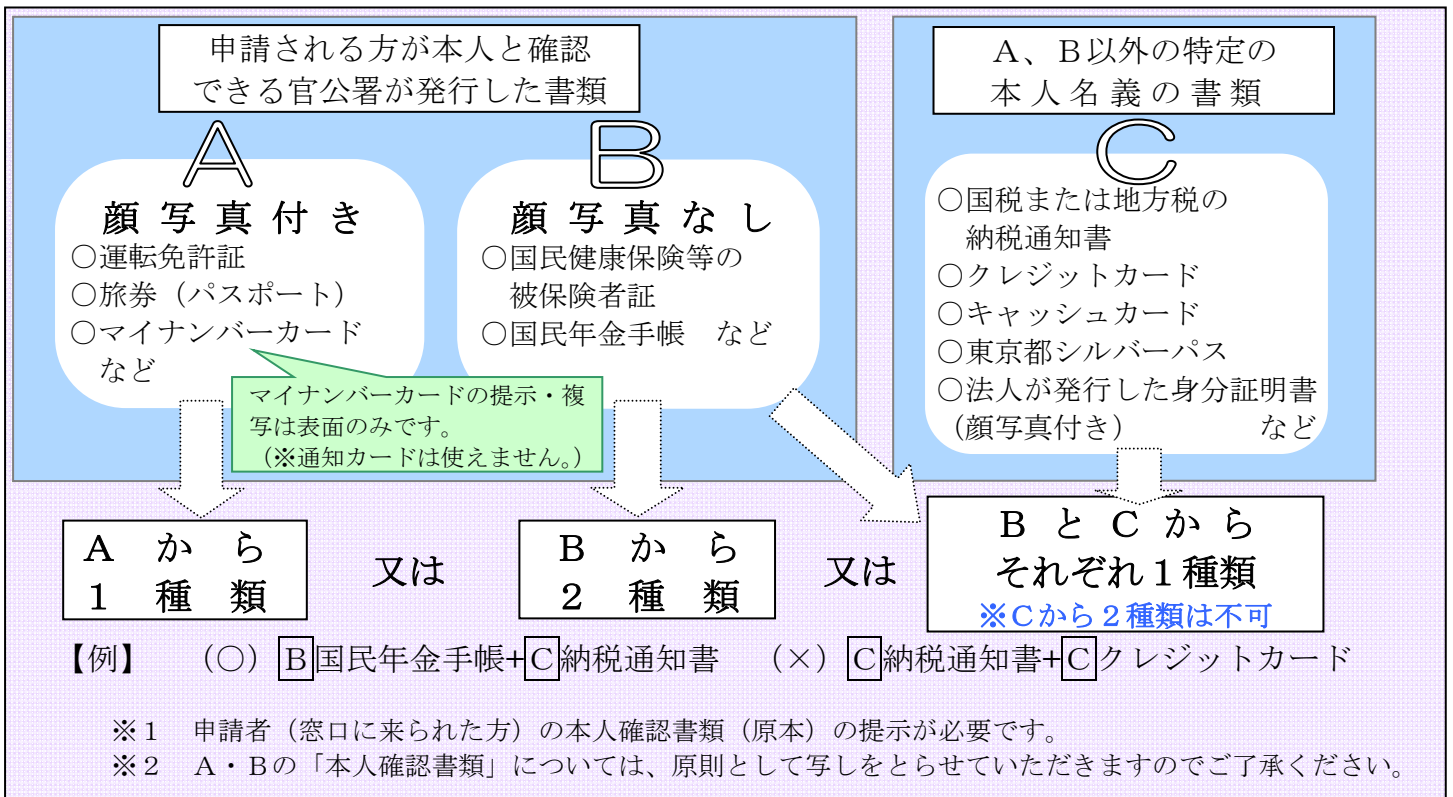 申請される方が本人と確認
できる官公署が発行した書類
A
顔写真付き
○運転免許証
○旅券(パスポート)
○マイナンバーカード
など
マイナンバーカードの提示・複
写は表面のみです。
(※通知カードは使えません。)
B
顔写真なし
○国民健康保険等の
被保険者証
○国民年金手帳 など
A、B以外の特定の
本人名義の書類
C
○国税または地方税の
納税通知書
○クレジットカード
○キャッシュカード
○東京都シルバーパス
○法人が発行した身分証明書
(顔写真付き) など
Aから
1種類
又は
Bから
2種類
又は
BとCから
それぞれ1種類
※Cから2種類は不可
【例】 (○)B国民年金手帳+C納税通知書 (×)C納税通知書+Cクレジットカード
※1 申請者(窓口に来られた方)の本人確認書類(原本)の提示が必要です。
※2 A・Bの「本人確認書類」については、原則として写しをとらせていただきますのでご了承ください。